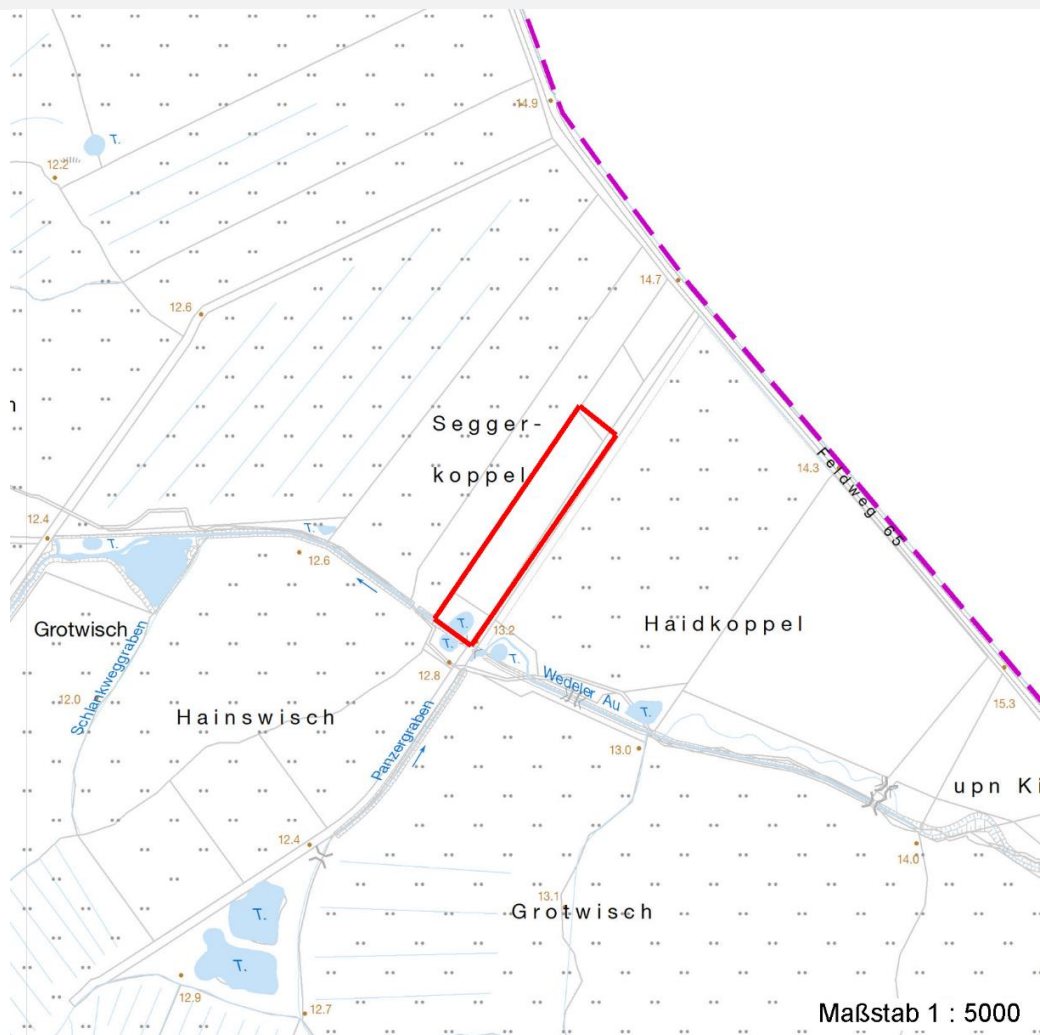 14.9
T.
12.2
14.7
12.6
Segger-
koppel
14.3
Feldweg 65
12.4
T.
T.
12.6
Grotwisch
Schlankweggraben
T.
T.
13.2
T.
Häidkoppel
12.8
Wedeler Au
12.0
Hainswisch
Panzergraben
T.
15.3
13.0
upn Ki
12.4
14.0
13.1
Grotwisch
T.
T.
12.9
12.7
Maßstab 1 : 5000